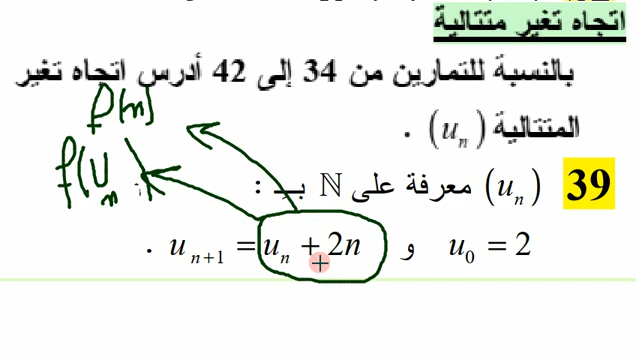 اتجاه تغير متتالية
بالنسبة للتمارين من 34 إلى 42 أدرس اتجاه تغير
المتتالية (uₙ) .
f(n)
f(uₙ)
39 (uₙ) معرفة على ℕ بـ :
u₀ = 2 و uₙ₊₁ = uₙ + 2n .